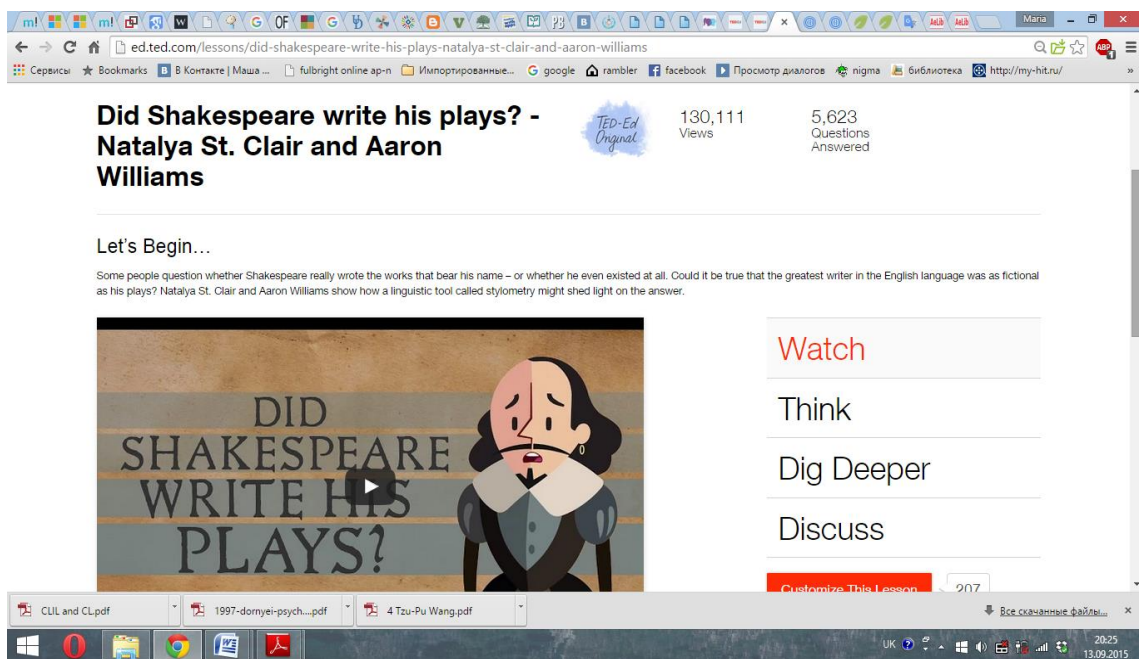 Maria
ed.ted.com/lessons/did-shakespeare-write-his-plays-natalya-st-clair-and-aaron-williams
Сервисы Bookmarks В Контакте | Маша ... fulbright online ap-n Импортированные... google rambler facebook Просмотр диалогов nigma библиотека http://my-hit.ru/ »
Did Shakespeare write his plays? -
Natalya St. Clair and Aaron
Williams
TED-Ed
Original
130,111
Views
5,623
Questions
Answered
Let's Begin...
Some people question whether Shakespeare really wrote the works that bear his name – or whether he even existed at all. Could it be true that the greatest writer in the English language was as fictional
as his plays? Natalya St. Clair and Aaron Williams show how a linguistic tool called stylometry might shed light on the answer.
DID
SHAKESPEARE
WRITE HIS
PLAYS?
Watch
Think
Dig Deeper
Discuss
Customize This Lesson 207
CLIL and CL.pdf 1997-dornyei-psych....pdf 4 Tzu-Pu Wang.pdf Все скачанные файлы...
UK 20:25
13.09.2015